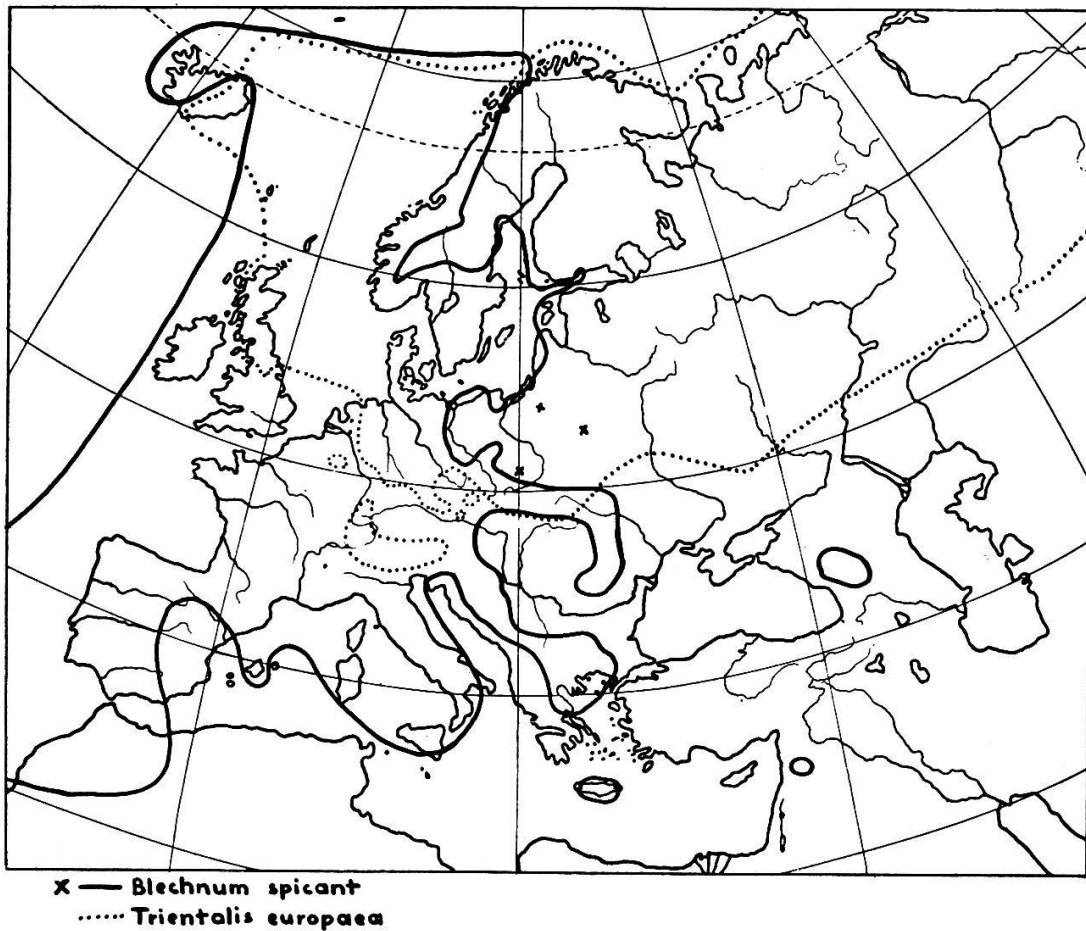 x — Blechnum spicant
...... Trientalis europaea